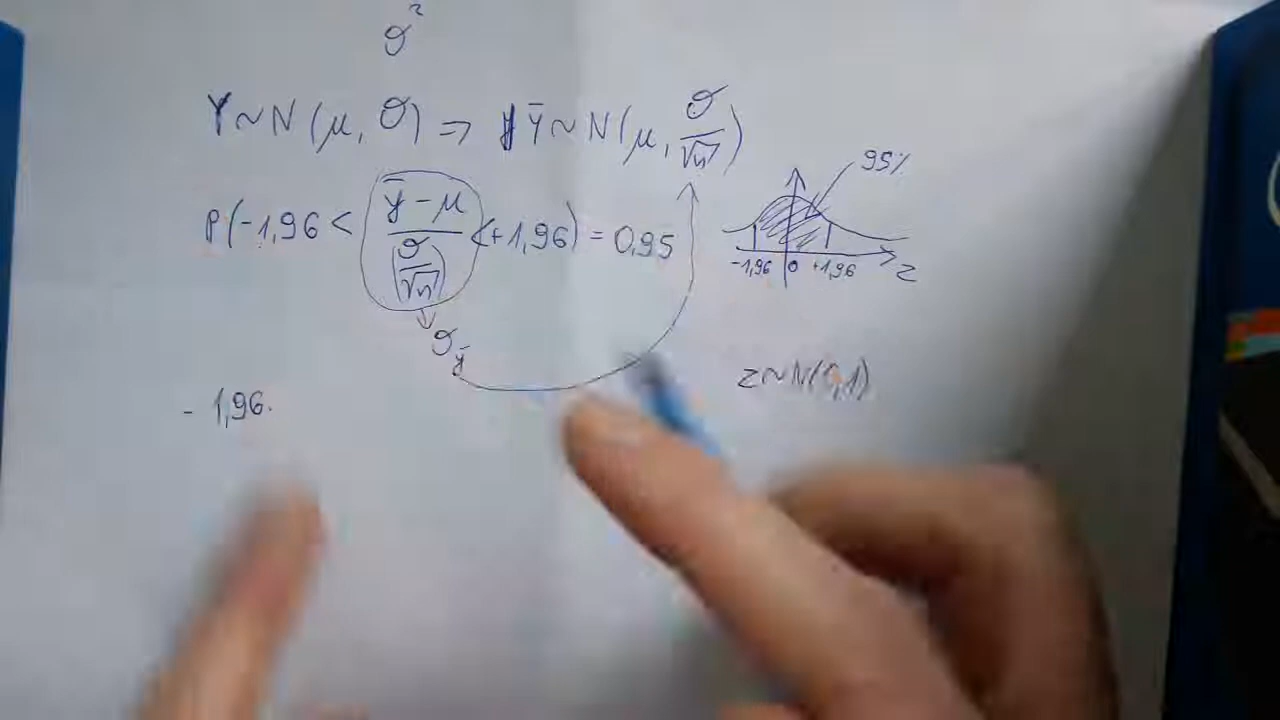 σ²
Y~N(μ, σ) => Ȳ~N(μ, σ/√n)
95%
P(-1,96 < (ȳ-μ)/(σ/√n) <+1,96) = 0,95
-1,96 0 +1,96 z
σȳ
z~N(0,1)
- 1,96.